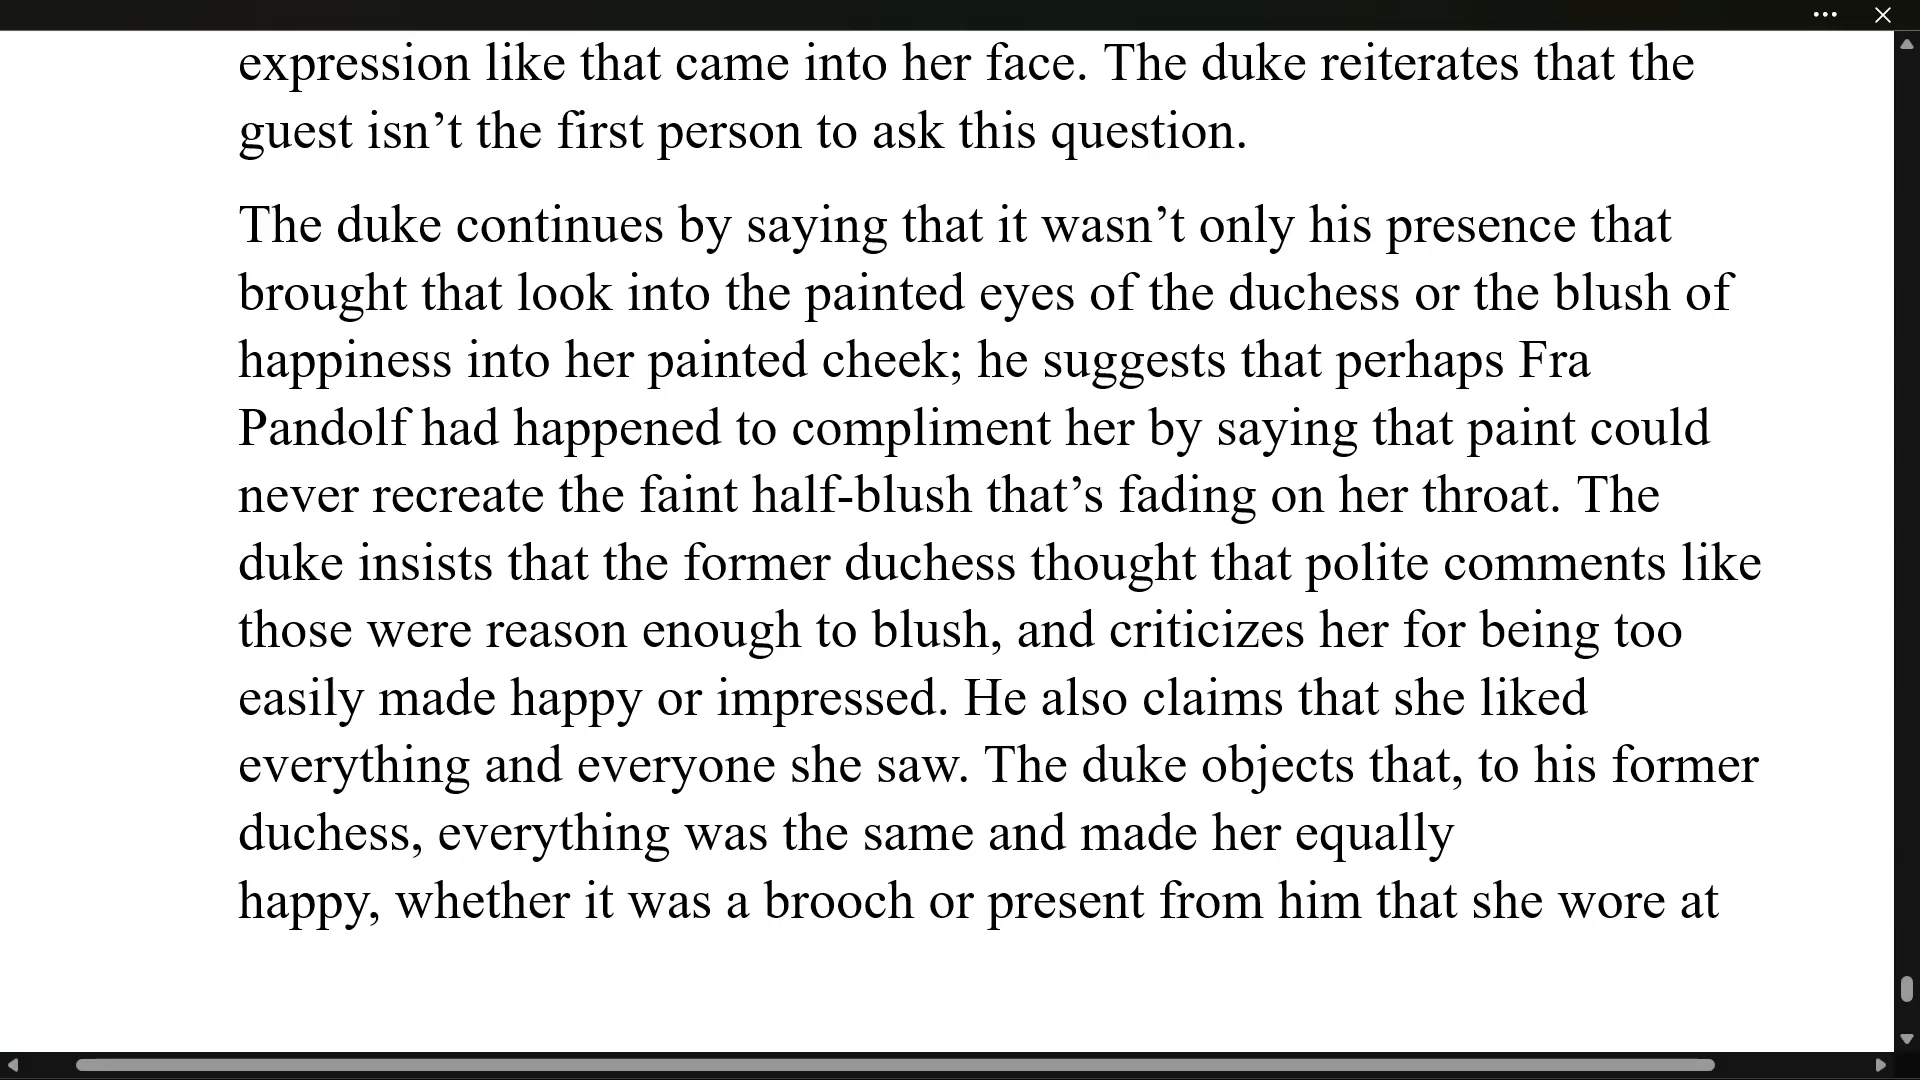 expression like that came into her face. The duke reiterates that the
guest isn’t the first person to ask this question.
The duke continues by saying that it wasn’t only his presence that
brought that look into the painted eyes of the duchess or the blush of
happiness into her painted cheek; he suggests that perhaps Fra
Pandolf had happened to compliment her by saying that paint could
never recreate the faint half-blush that’s fading on her throat. The
duke insists that the former duchess thought that polite comments like
those were reason enough to blush, and criticizes her for being too
easily made happy or impressed. He also claims that she liked
everything and everyone she saw. The duke objects that, to his former
duchess, everything was the same and made her equally
happy, whether it was a brooch or present from him that she wore at